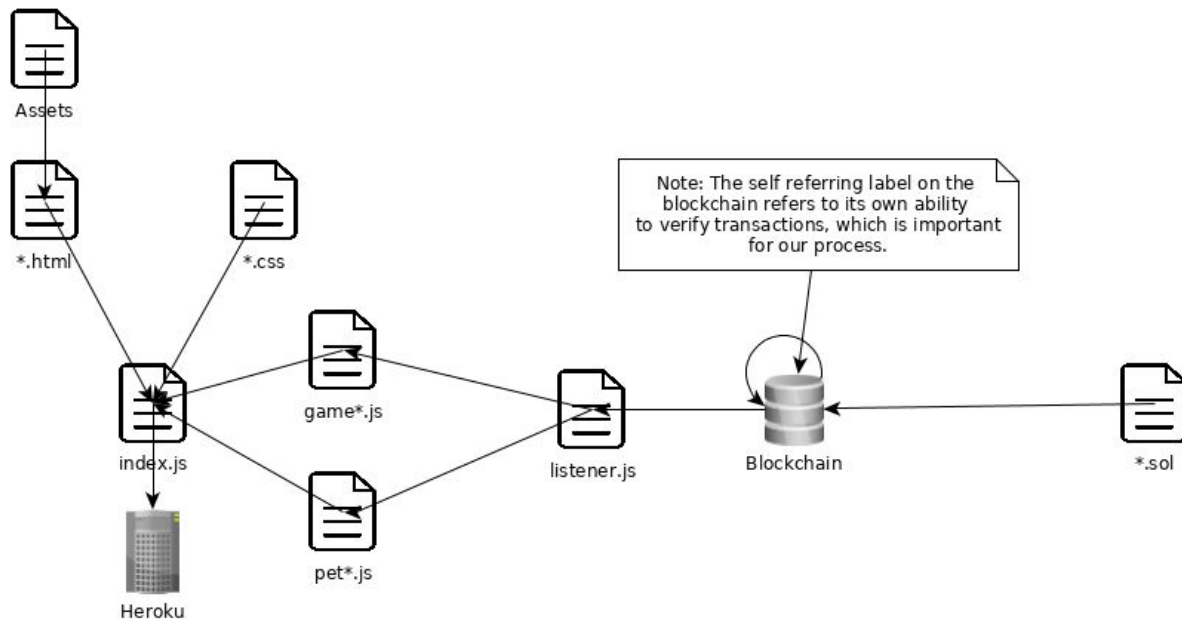 Assets
*.html
*.css
Note: The self referring label on the
blockchain refers to its own ability
to verify transactions, which is important
for our process.
game*.js
index.js
listener.js
Blockchain
*.sol
pet*.js
Heroku